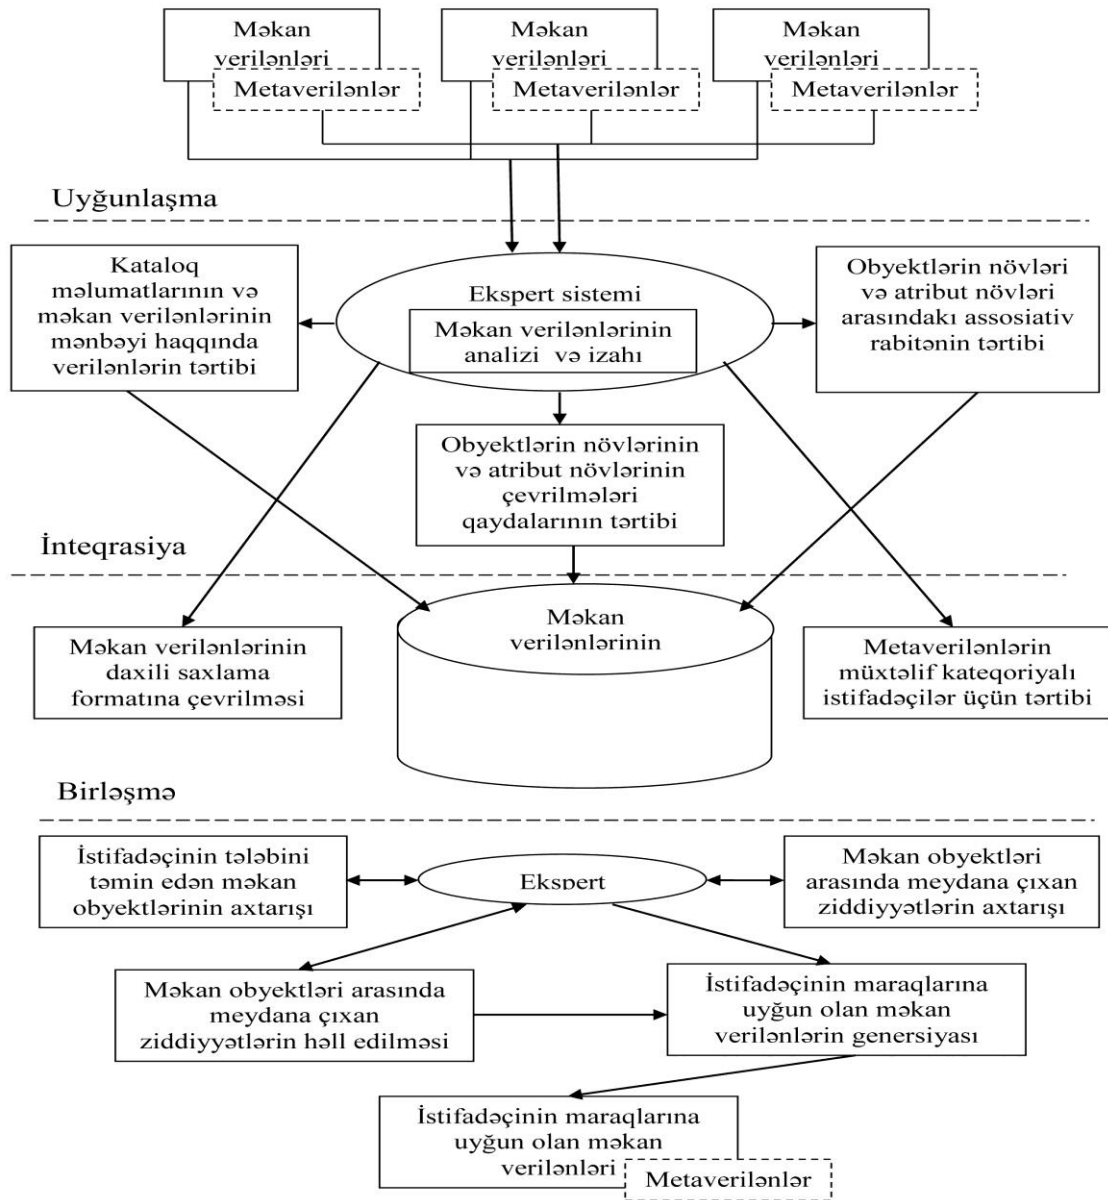 Məkan
verilənləri
Metaverilənlər
Məkan
verilənləri
Metaverilənlər
Məkan
verilənləri
Metaverilənlər
Uyğunlaşma
Kataloq
məlumatlarının və
məkan verilənlərinin
mənbəyi haqqında
verilənlərin tərtibi
Ekspert sistemi
Məkan verilənlərinin
analizi və izahı
Obyektlərin növləri
və atribut növləri
arasındakı assosiativ
rabitənin tərtibi
Obyektlərin növlərinin
və atribut növlərinin
çevrilmələri
qaydalarının tərtibi
İnteqrasiya
Məkan verilənlərinin
daxili saxlama
formatına çevrilməsi
Məkan
verilənlərinin
Metaverilənlərin
müxtəlif kateqoriyalı
istifadəçilər üçün tərtibi
Birləşmə
İstifadəçinin tələbini
təmin edən məkan
obyektlərinin axtarışı
Ekspert
Məkan obyektləri
arasında meydana çıxan
ziddiyyətlərin axtarışı
Məkan obyektləri arasında
meydana çıxan
ziddiyyətlərin həll edilməsi
İstifadəçinin maraqlarına
uyğun olan məkan
verilənlərin genersiyası
İstifadəçinin maraqlarına
uyğun olan məkan
verilənləri
Metaverilənlər